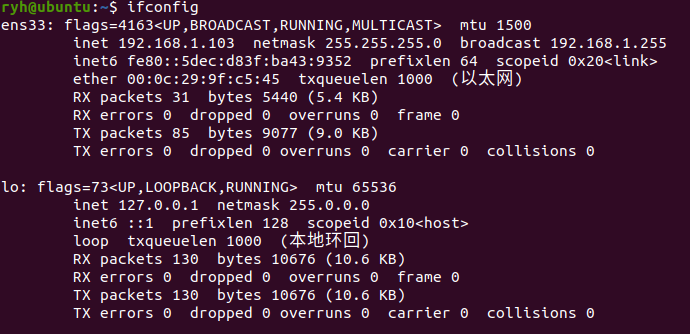 ryh@ubuntu:~$ ifconfig
ens33: flags=4163<UP,BROADCAST,RUNNING,MULTICAST>  mtu 1500
        inet 192.168.1.103  netmask 255.255.255.0  broadcast 192.168.1.255
        inet6 fe80::5dec:d83f:ba43:9352  prefixlen 64  scopeid 0x20<link>
        ether 00:0c:29:9f:c5:45  txqueuelen 1000  (以太网)
        RX packets 31  bytes 5440 (5.4 KB)
        RX errors 0  dropped 0  overruns 0  frame 0
        TX packets 85  bytes 9077 (9.0 KB)
        TX errors 0  dropped 0 overruns 0  carrier 0  collisions 0

lo: flags=73<UP,LOOPBACK,RUNNING>  mtu 65536
        inet 127.0.0.1  netmask 255.0.0.0
        inet6 ::1  prefixlen 128  scopeid 0x10<host>
        loop  txqueuelen 1000  (本地环回)
        RX packets 130  bytes 10676 (10.6 KB)
        RX errors 0  dropped 0  overruns 0  frame 0
        TX packets 130  bytes 10676 (10.6 KB)
        TX errors 0  dropped 0 overruns 0  carrier 0  collisions 0